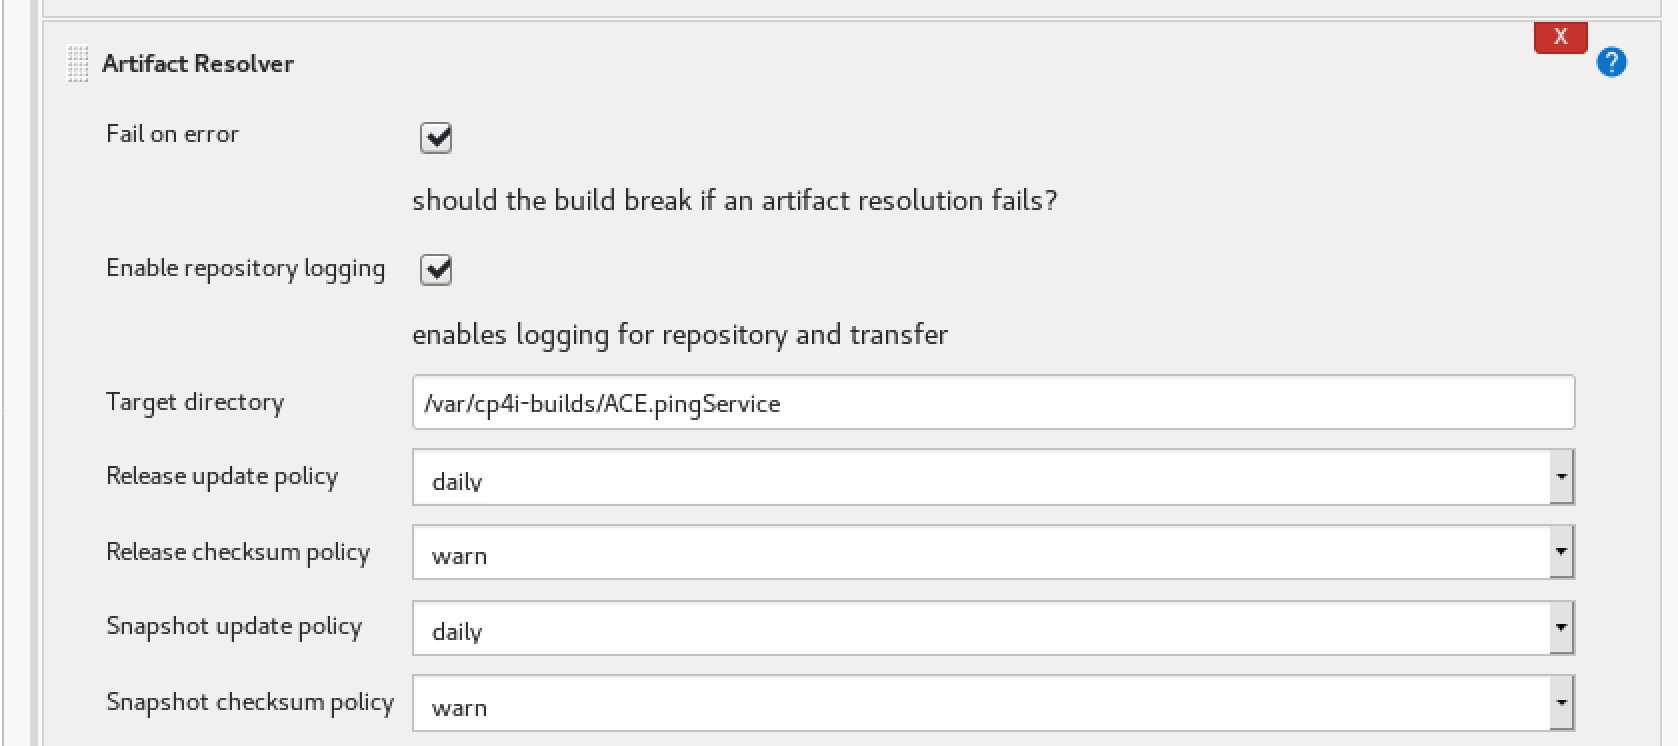 X
Artifact Resolver
?
Fail on error
should the build break if an artifact resolution fails?
Enable repository logging
enables logging for repository and transfer
Target directory /var/cp4i-builds/ACE.pingService
Release update policy daily
Release checksum policy warn
Snapshot update policy daily
Snapshot checksum policy warn